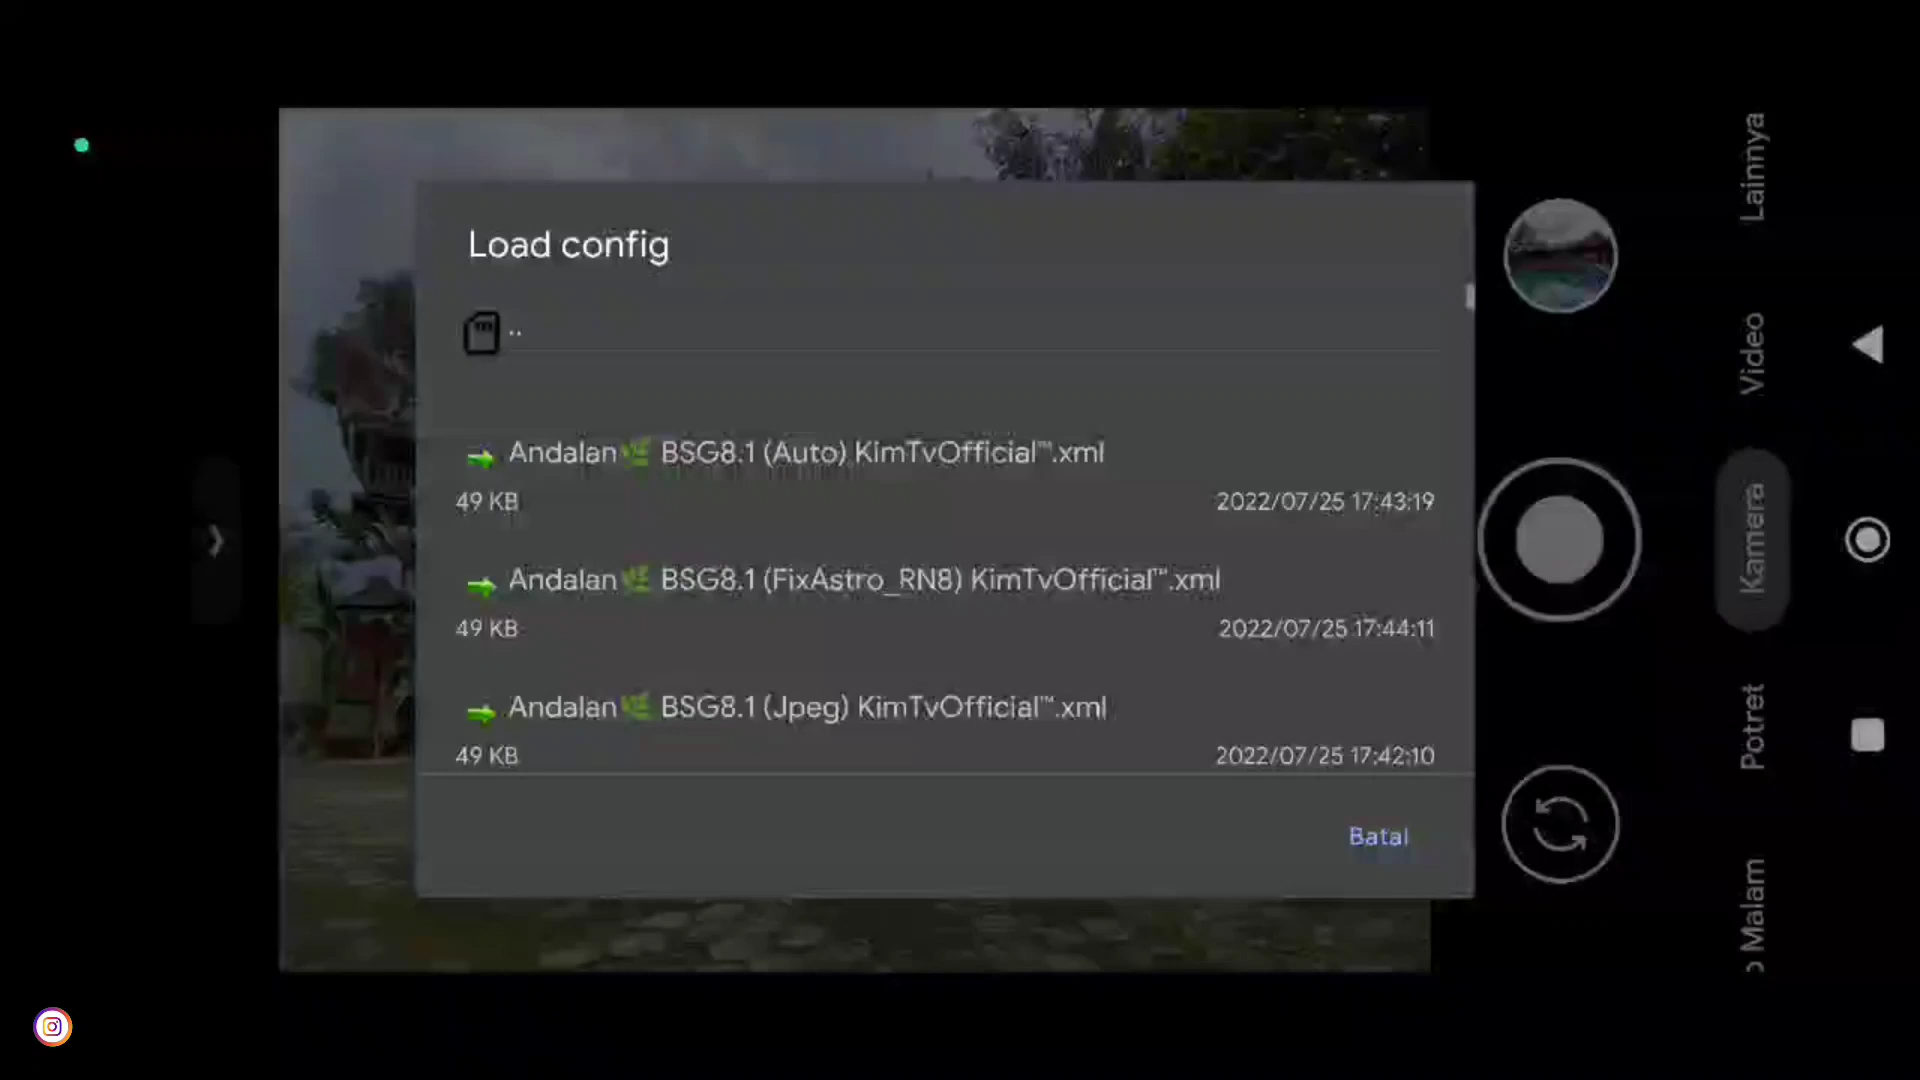 Load config
..
Andalan🌿 BSG8.1 (Auto) KimTvOfficial™.xml
49 KB
2022/07/25 17:43:19
Andalan🌿 BSG8.1 (FixAstro_RN8) KimTvOfficial™.xml
49 KB
2022/07/25 17:44:11
Andalan🌿 BSG8.1 (Jpeg) KimTvOfficial™.xml
49 KB
2022/07/25 17:42:10
Batal
Lainnya
Video
Kamera
Potret
Malam